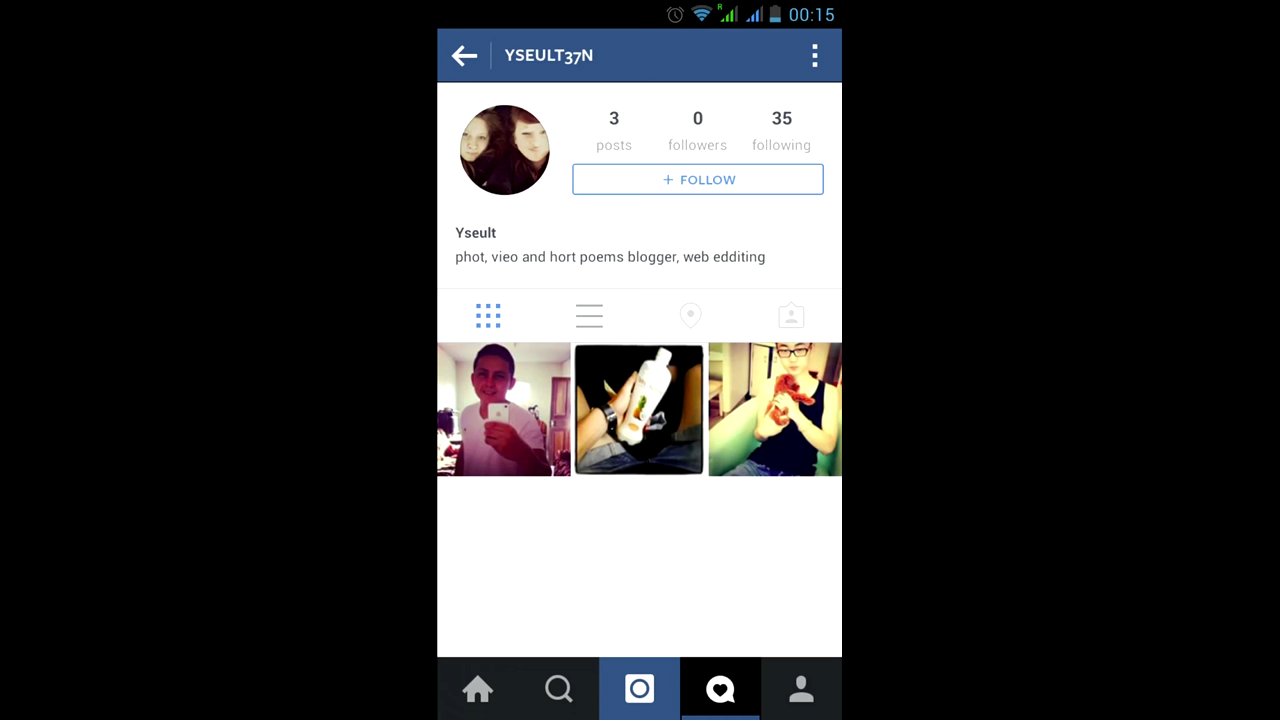 R 00:15
YSEULT37N
3 0 35
posts followers following
+ FOLLOW
Yseult
phot, vieo and hort poems blogger, web edditing